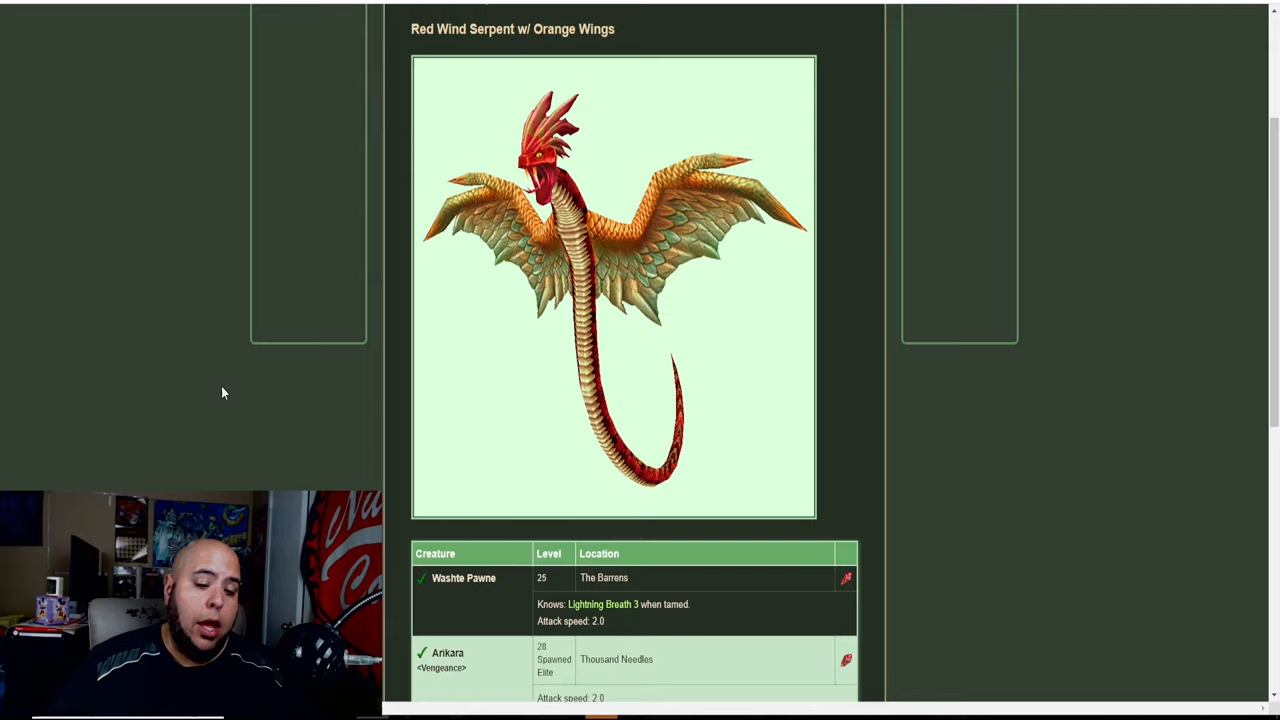 Red Wind Serpent w/ Orange Wings
Creature Level Location
Washte Pawne 25 The Barrens
Knows: Lightning Breath 3 when tamed.
Attack speed: 2.0
Arikara
<Vengeance>
28
Spawned
Elite
Thousand Needles
Attack speed: 2.0